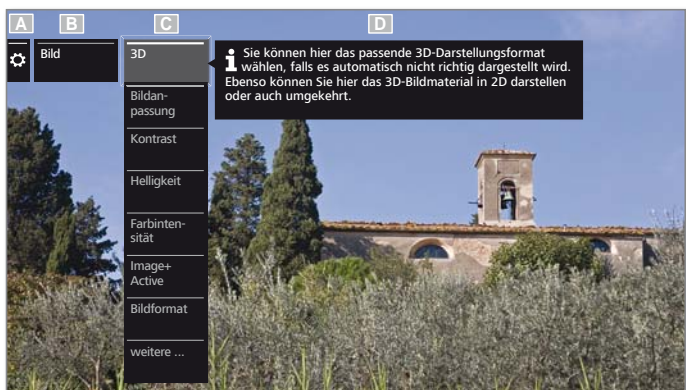 A B C D
Bild
3D
Sie können hier das passende 3D-Darstellungsformat
wählen, falls es automatisch nicht richtig dargestellt wird.
Ebenso können Sie hier das 3D-Bildmaterial in 2D darstellen
oder auch umgekehrt.
Bildan-
passung
Kontrast
Helligkeit
Farbinten-
sität
Image+
Active
Bildformat
weitere ...